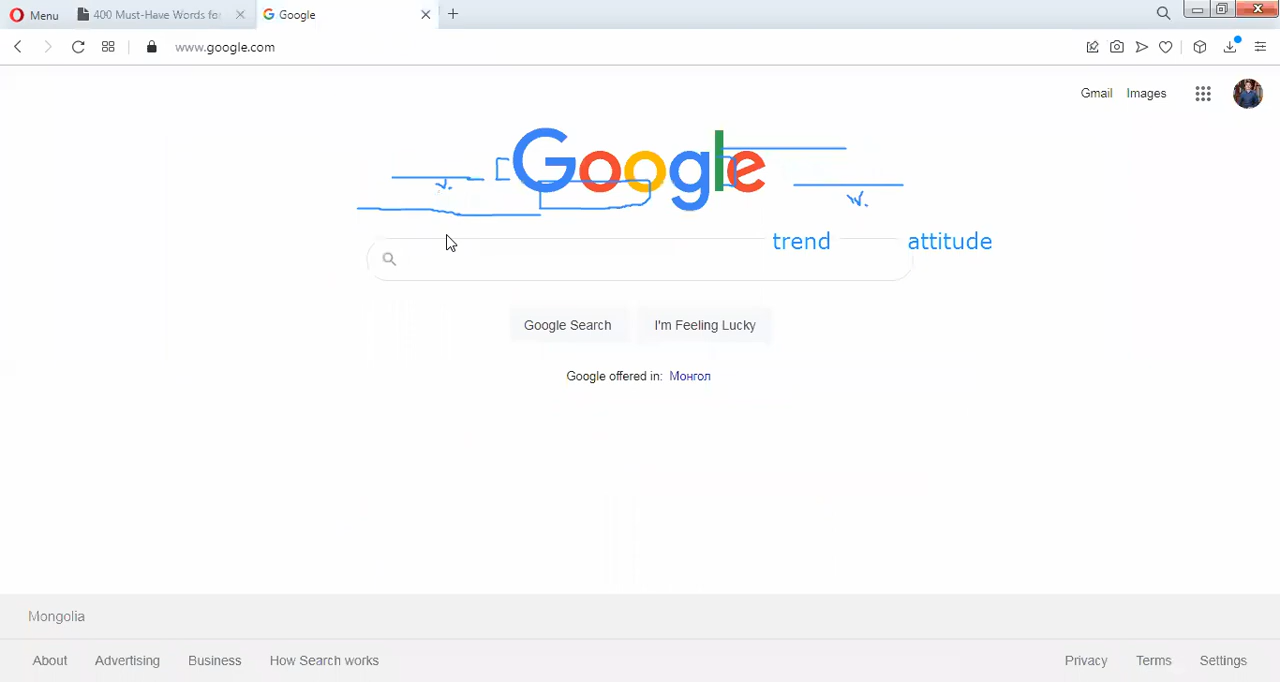 Menu
400 Must-Have Words for
Google
www.google.com
Gmail Images
Google
v.
w.
trend attitude
Google Search I'm Feeling Lucky
Google offered in: Монгол
Mongolia
About Advertising Business How Search works Privacy Terms Settings